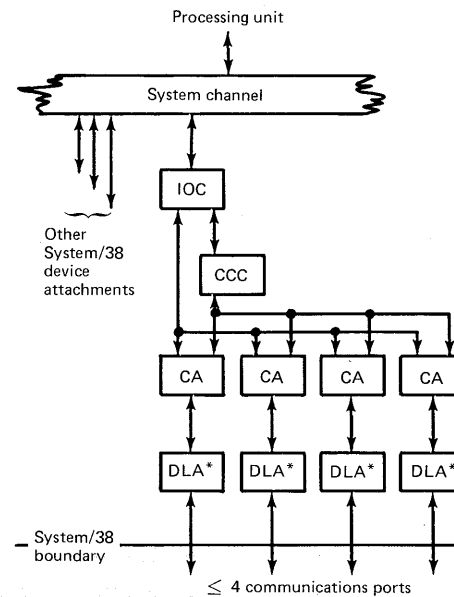 Processing unit
System channel
IOC
Other
System/38
device
attachments
CCC
CA CA CA CA
DLA* DLA* DLA* DLA*
System/38
boundary
≤ 4 communications ports